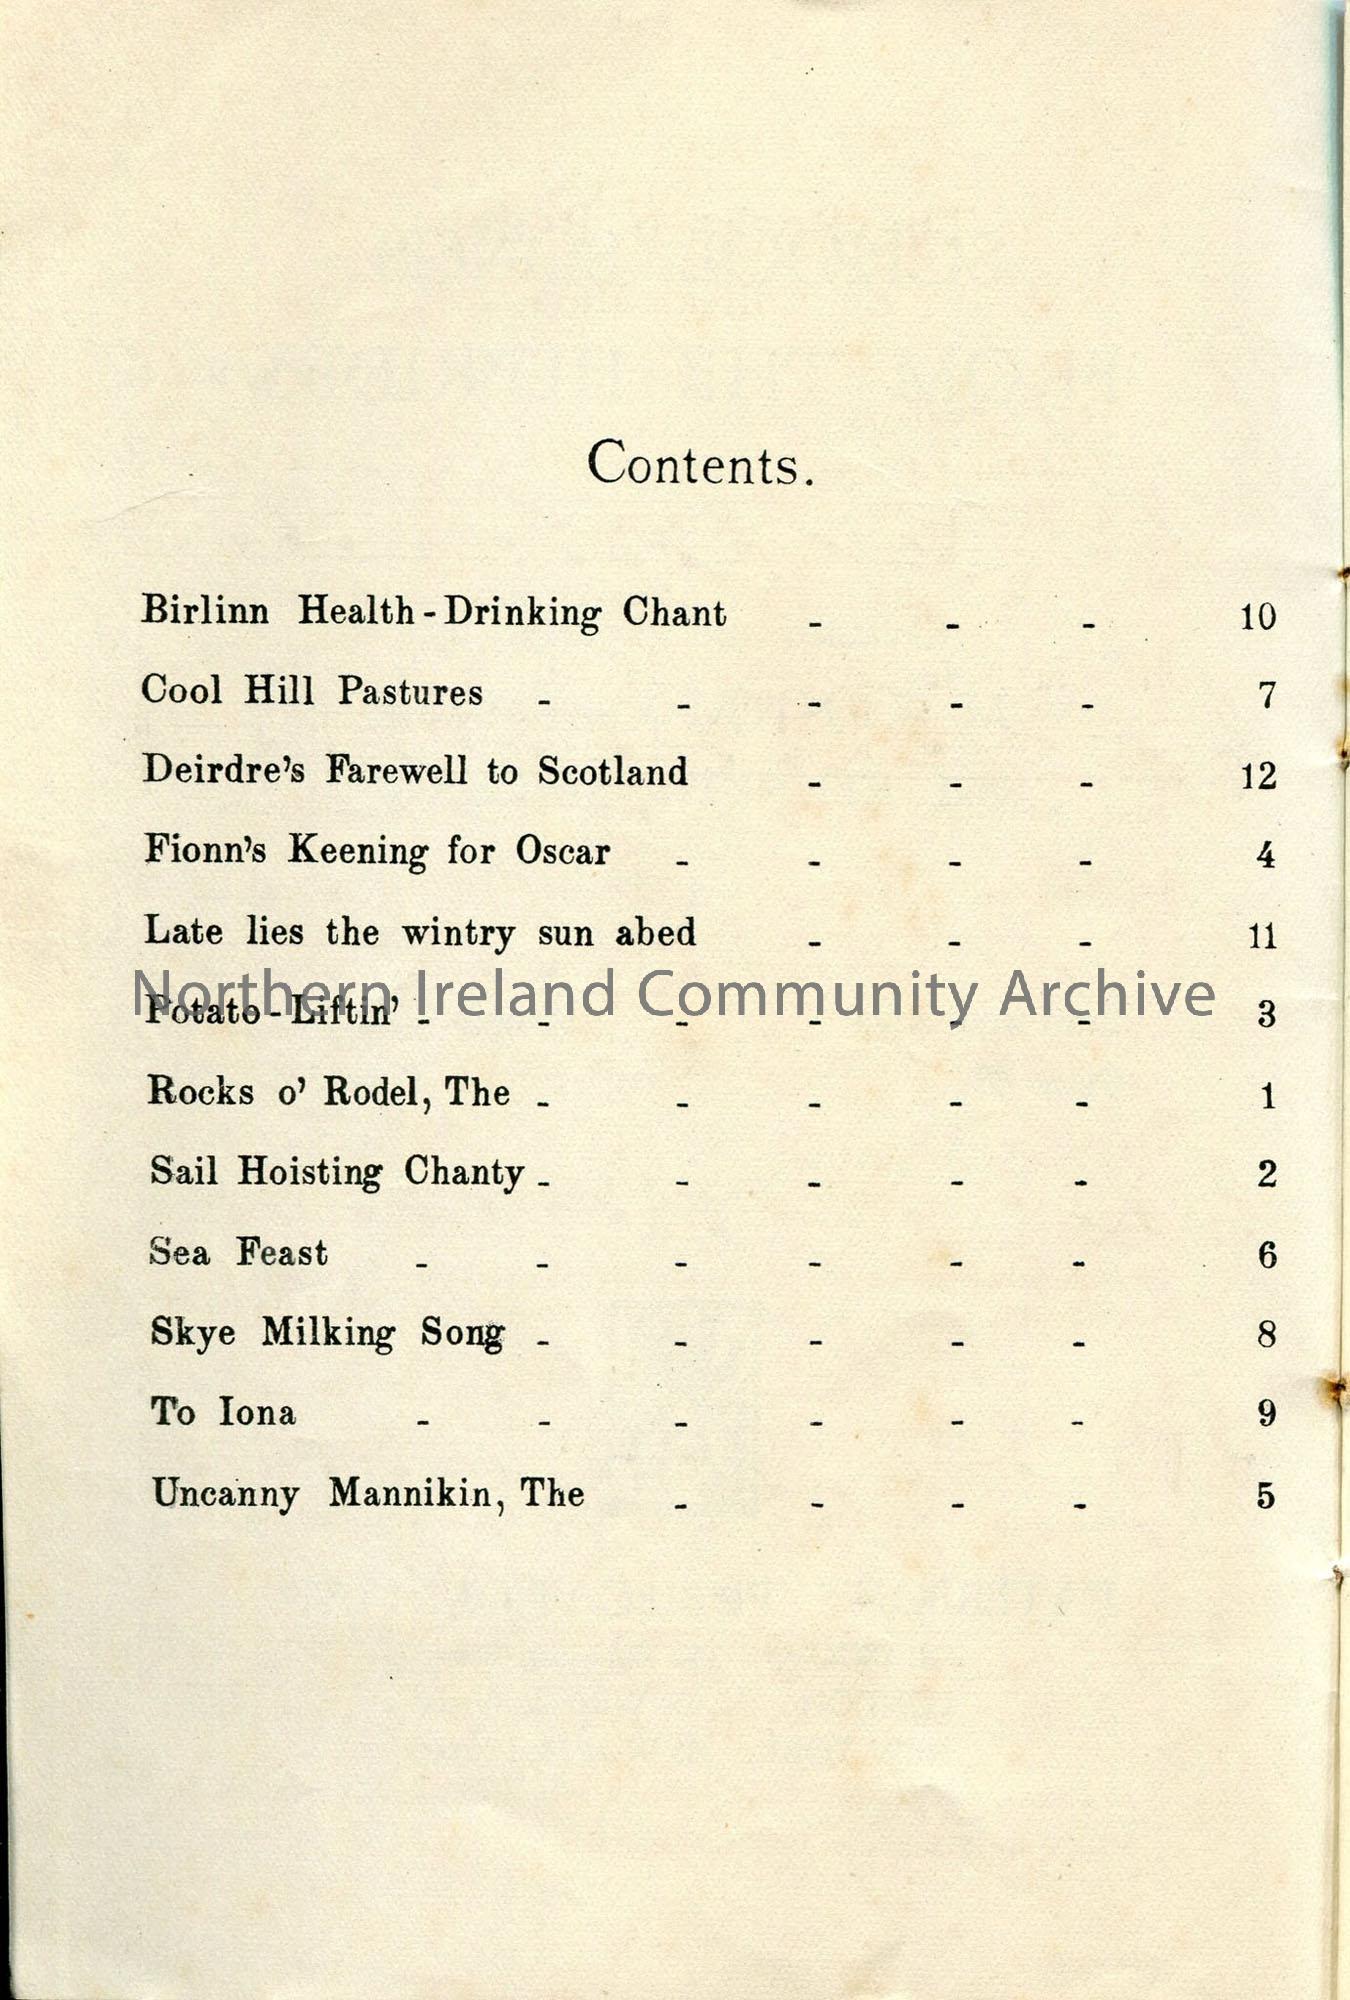 Contents.
Birlinn Health-Drinking Chant - - - 10
Cool Hill Pastures - - - - - 7
Deirdre's Farewell to Scotland - - - 12
Fionn's Keening for Oscar - - - - 4
Late lies the wintry sun abed - - - 11
Northern Ireland Community Archive
Potato-Liftin' - - - - - - 3
Rocks o' Rodel, The - - - - - 1
Sail Hoisting Chanty - - - - - 2
Sea Feast - - - - - - 6
Skye Milking Song - - - - - 8
To Iona - - - - - - 9
Uncanny Mannikin, The - - - - 5